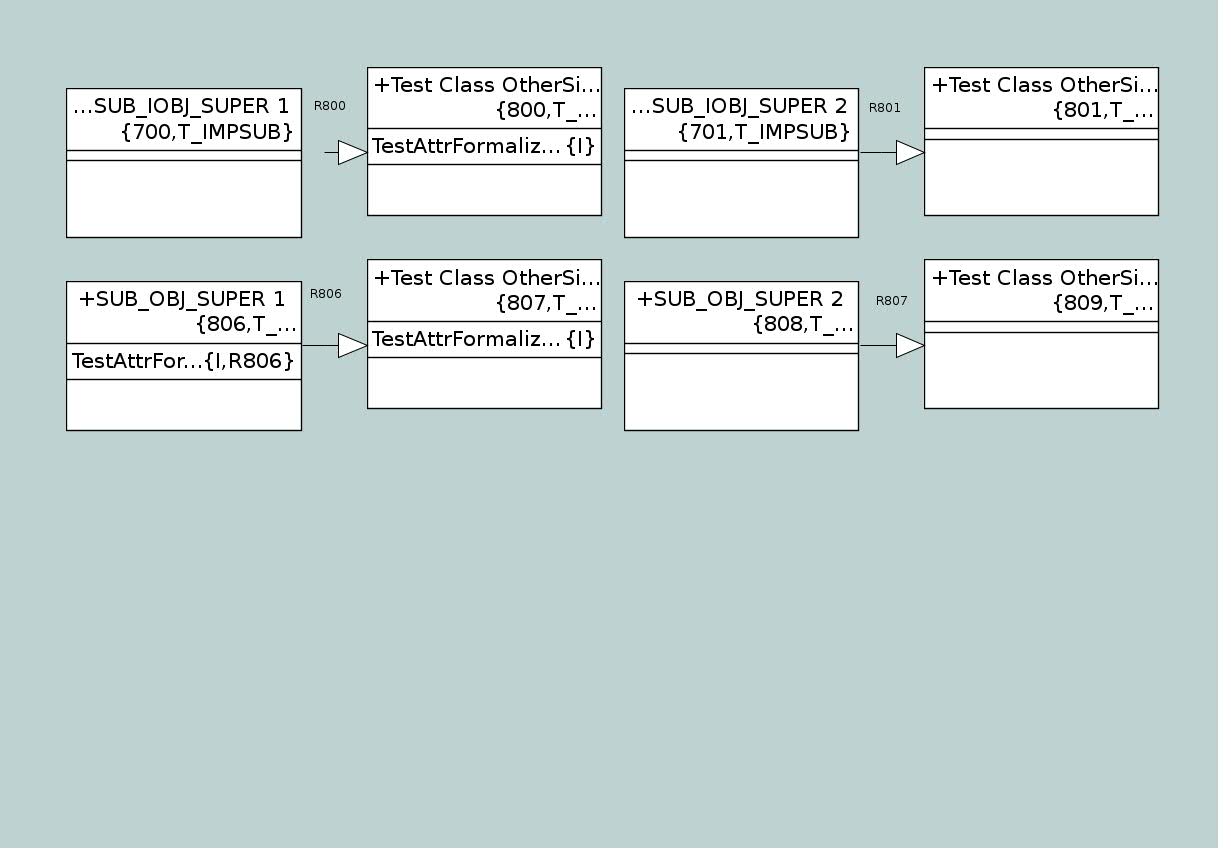 …SUB_IOBJ_SUPER 1
{700,T_IMPSUB}
R800
+Test Class OtherSi…
{800,T_…
TestAttrFormaliz… {I}
…SUB_IOBJ_SUPER 2
{701,T_IMPSUB}
R801
+Test Class OtherSi…
{801,T_…
+SUB_OBJ_SUPER 1
{806,T_…
TestAttrFor…{I,R806}
R806
+Test Class OtherSi…
{807,T_…
TestAttrFormaliz… {I}
+SUB_OBJ_SUPER 2
{808,T_…
R807
+Test Class OtherSi…
{809,T_…